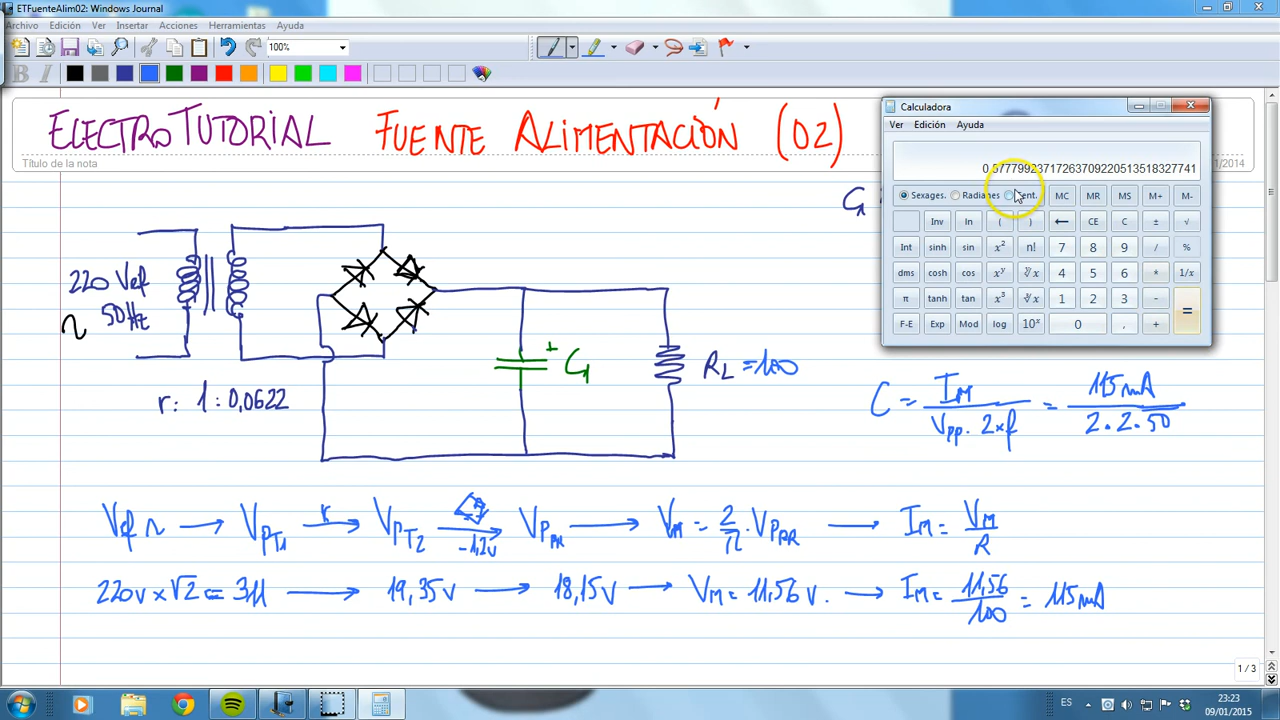 ETFuenteAlim02: Windows Journal
Archivo Edición Ver Insertar Acciones Herramientas Ayuda
100%
B I
ELECTROTUTORIAL FUENTE ALIMENTACIÓN (02)
Título de la nota
/2014
C1
Calculadora
Ver Edición Ayuda
Sexages. Radianes Cent. MC MR MS M+ M-
Inv ln ( ) ← CE C ± √
Int sinh sin x² n! 7 8 9 / %
dms cosh cos xʸ ʸ√x 4 5 6 * 1/x
π tanh tan x³ ³√x 1 2 3 - =
F-E Exp Mod log 10ˣ 0 , +
220 Vef
50Hz
r: 1:0,0622
+ C1
RL=100
C = IM / Vpp. 2xf = 115mA / 2.2.50
Vef ~ → VPT1 r → VPT2 -1,2v → VPRR → VM = 2/π . VPRR → IM = VM/R
220v x √2 = 311 → 19,35v → 18,15v → VM = 11,56v. → IM = 11,56/100 = 115mA
1 / 3
ES 23:23
09/01/2015